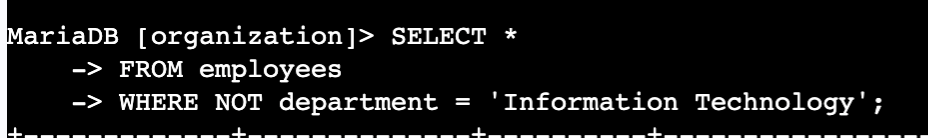 MariaDB [organization]> SELECT *
    -> FROM employees
    -> WHERE NOT department = 'Information Technology';
+-------------+--------------+----------+----------------